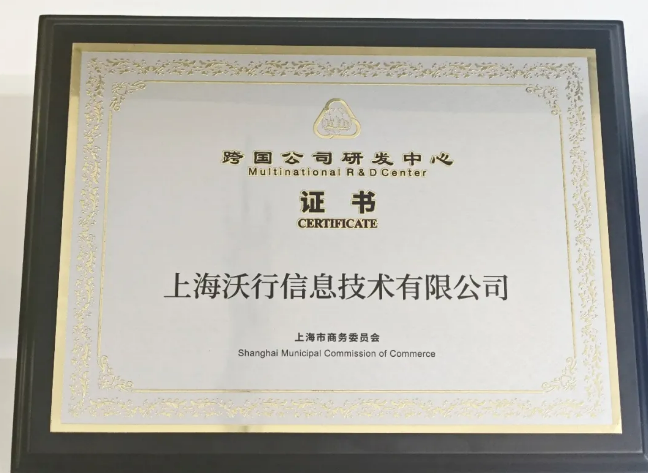 跨国公司研发中心
Multinational R&D Center
证书
CERTIFICATE
上海沃行信息技术有限公司
上海市商务委员会
Shanghai Municipal Commission of Commerce